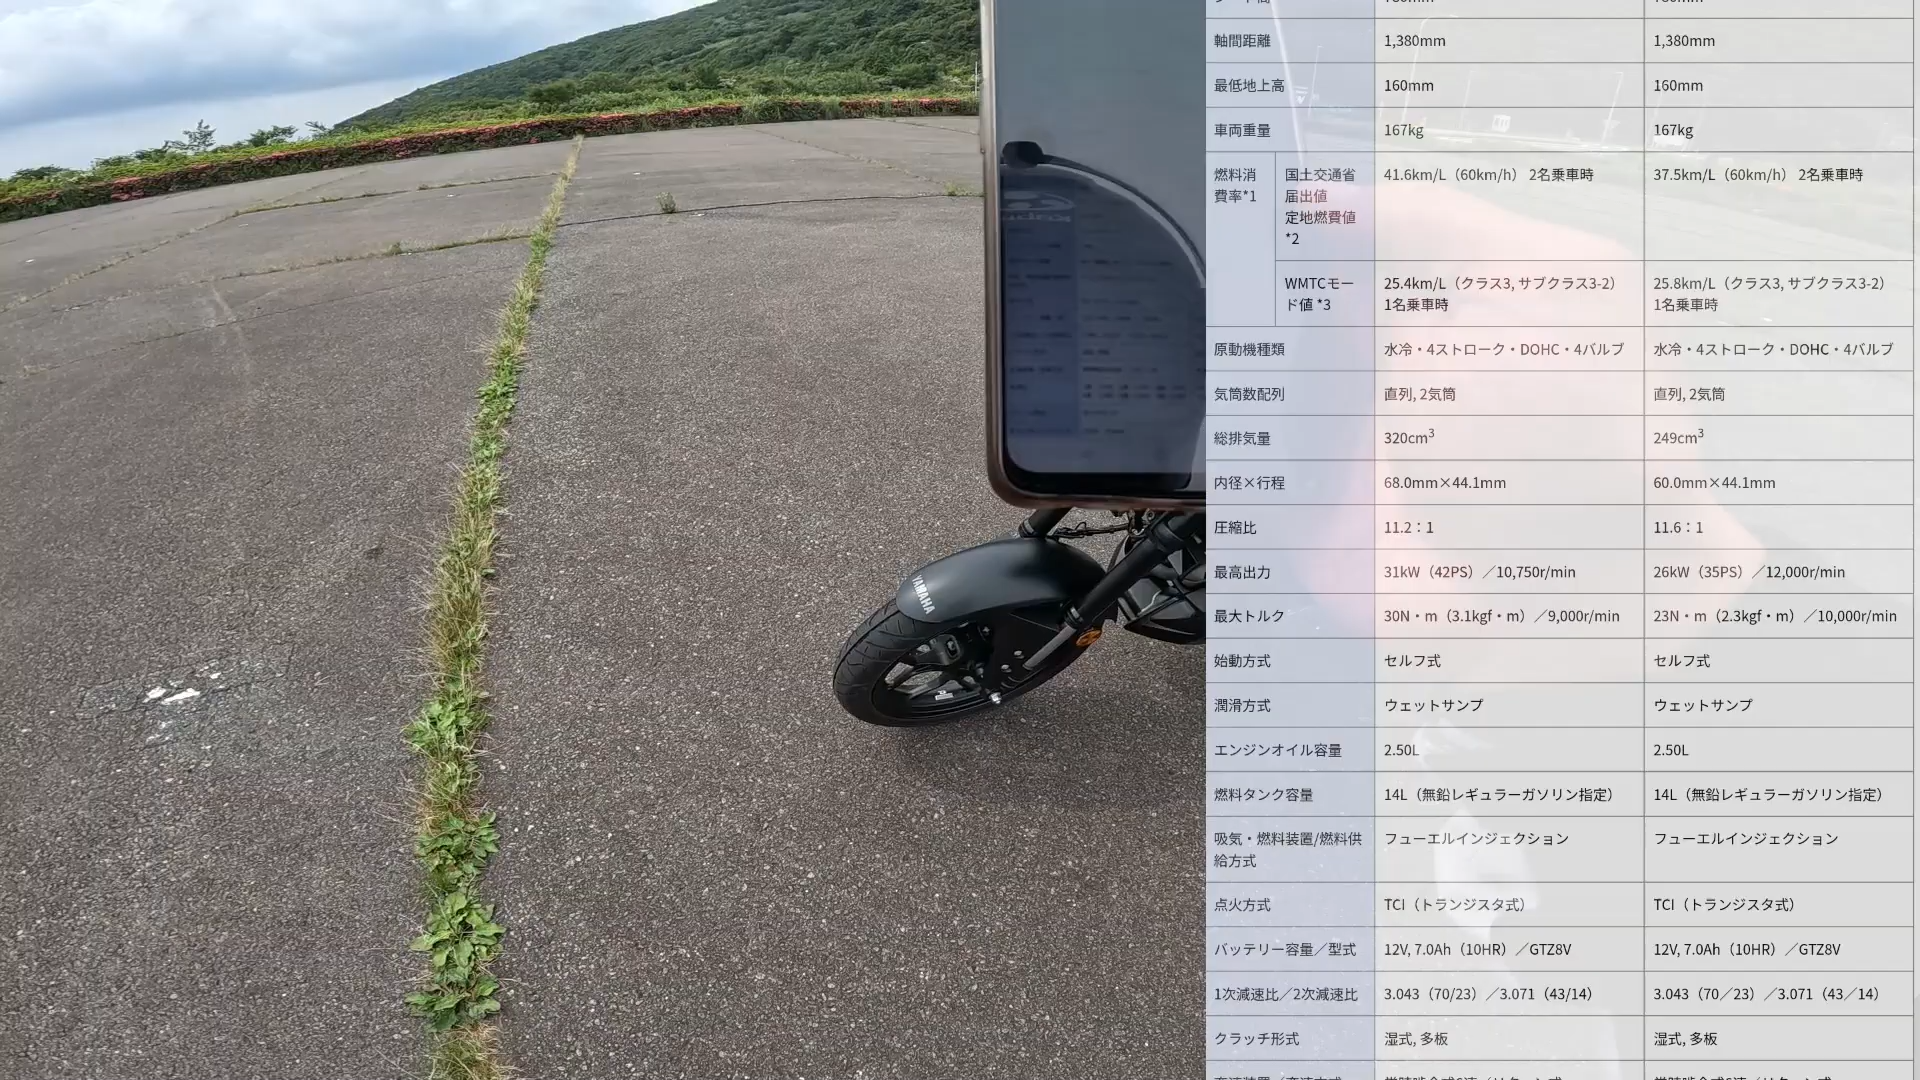 YAMAHA
軸間距離 1,380mm 1,380mm
最低地上高 160mm 160mm
車両重量 167kg 167kg
燃料消
費率*1
国土交通省
届出値
定地燃費値
*2
41.6km/L（60km/h） 2名乗車時 37.5km/L（60km/h） 2名乗車時
WMTCモー
ド値 *3
25.4km/L（クラス3, サブクラス3-2）
1名乗車時
25.8km/L（クラス3, サブクラス3-2）
1名乗車時
原動機種類 水冷・4ストローク・DOHC・4バルブ 水冷・4ストローク・DOHC・4バルブ
気筒数配列 直列, 2気筒 直列, 2気筒
総排気量 320cm3 249cm3
内径×行程 68.0mm×44.1mm 60.0mm×44.1mm
圧縮比 11.2：1 11.6：1
最高出力 31kW（42PS）／10,750r/min 26kW（35PS）／12,000r/min
最大トルク 30N・m（3.1kgf・m）／9,000r/min 23N・m（2.3kgf・m）／10,000r/min
始動方式 セルフ式 セルフ式
潤滑方式 ウェットサンプ ウェットサンプ
エンジンオイル容量 2.50L 2.50L
燃料タンク容量 14L（無鉛レギュラーガソリン指定） 14L（無鉛レギュラーガソリン指定）
吸気・燃料装置/燃料供
給方式
フューエルインジェクション フューエルインジェクション
点火方式 TCI（トランジスタ式） TCI（トランジスタ式）
バッテリー容量／型式 12V, 7.0Ah（10HR）／GTZ8V 12V, 7.0Ah（10HR）／GTZ8V
1次減速比／2次減速比 3.043（70/23）／3.071（43/14） 3.043（70／23）／3.071（43／14）
クラッチ形式 湿式, 多板 湿式, 多板